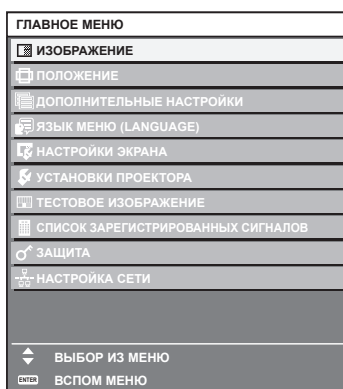 ГЛАВНОЕ МЕНЮ
ИЗОБРАЖЕНИЕ
ПОЛОЖЕНИЕ
ДОПОЛНИТЕЛЬНЫЕ НАСТРОЙКИ
ЯЗЫК МЕНЮ (LANGUAGE)
НАСТРОЙКИ ЭКРАНА
УСТАНОВКИ ПРОЕКТОРА
ТЕСТОВОЕ ИЗОБРАЖЕНИЕ
СПИСОК ЗАРЕГИСТРИРОВАННЫХ СИГНАЛОВ
ЗАЩИТА
НАСТРОЙКА СЕТИ
ВЫБОР ИЗ МЕНЮ
ENTER ВСПОМ МЕНЮ